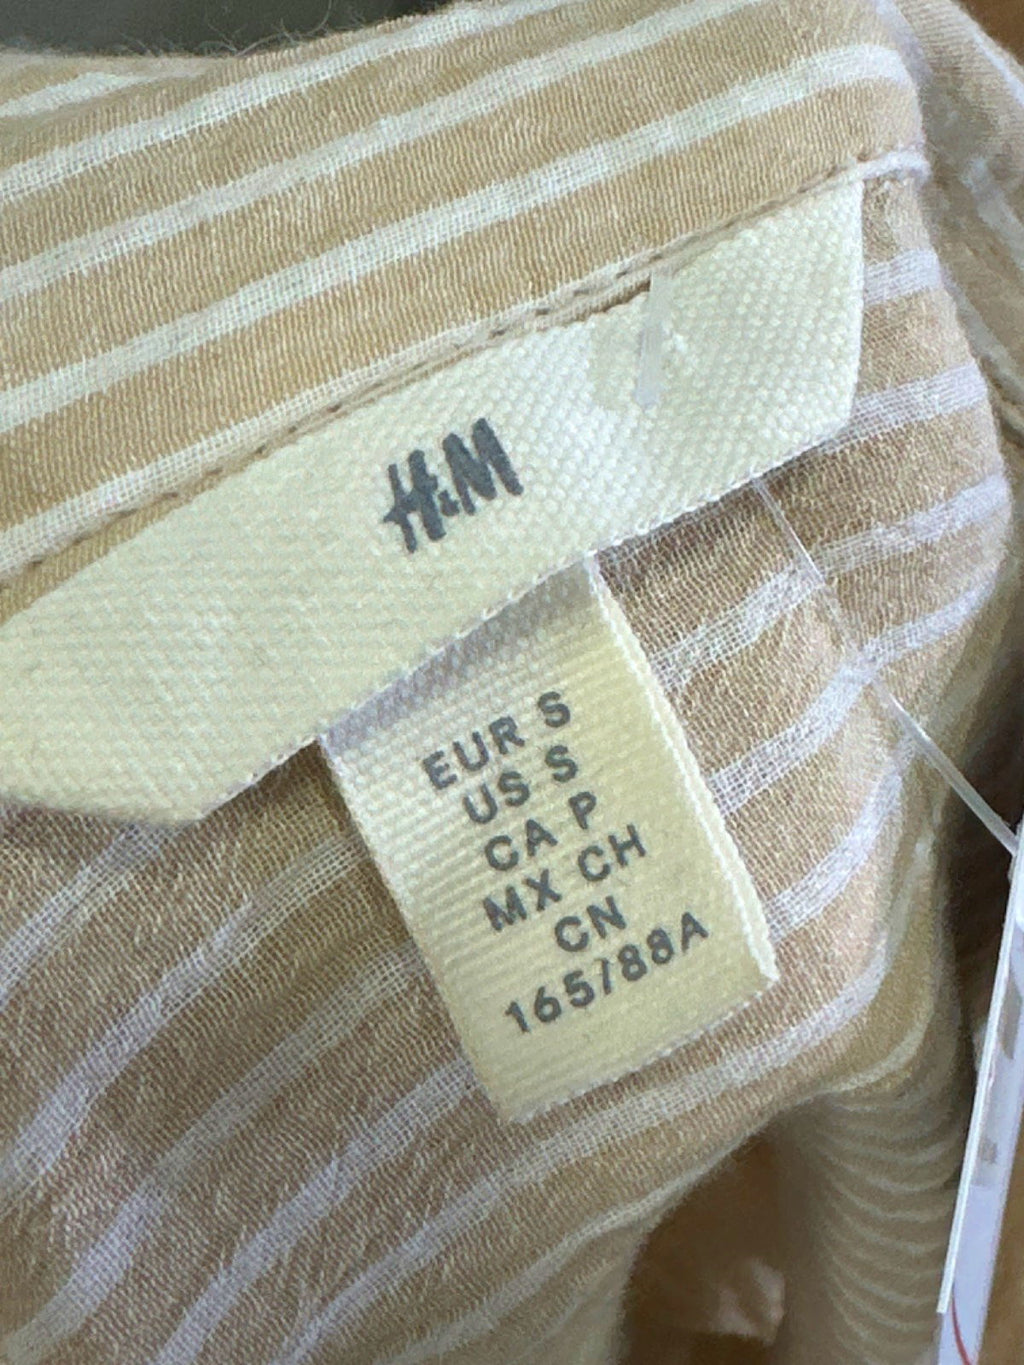 H&M
EUR S
US S
CA P
MX CH
CN
165/88A